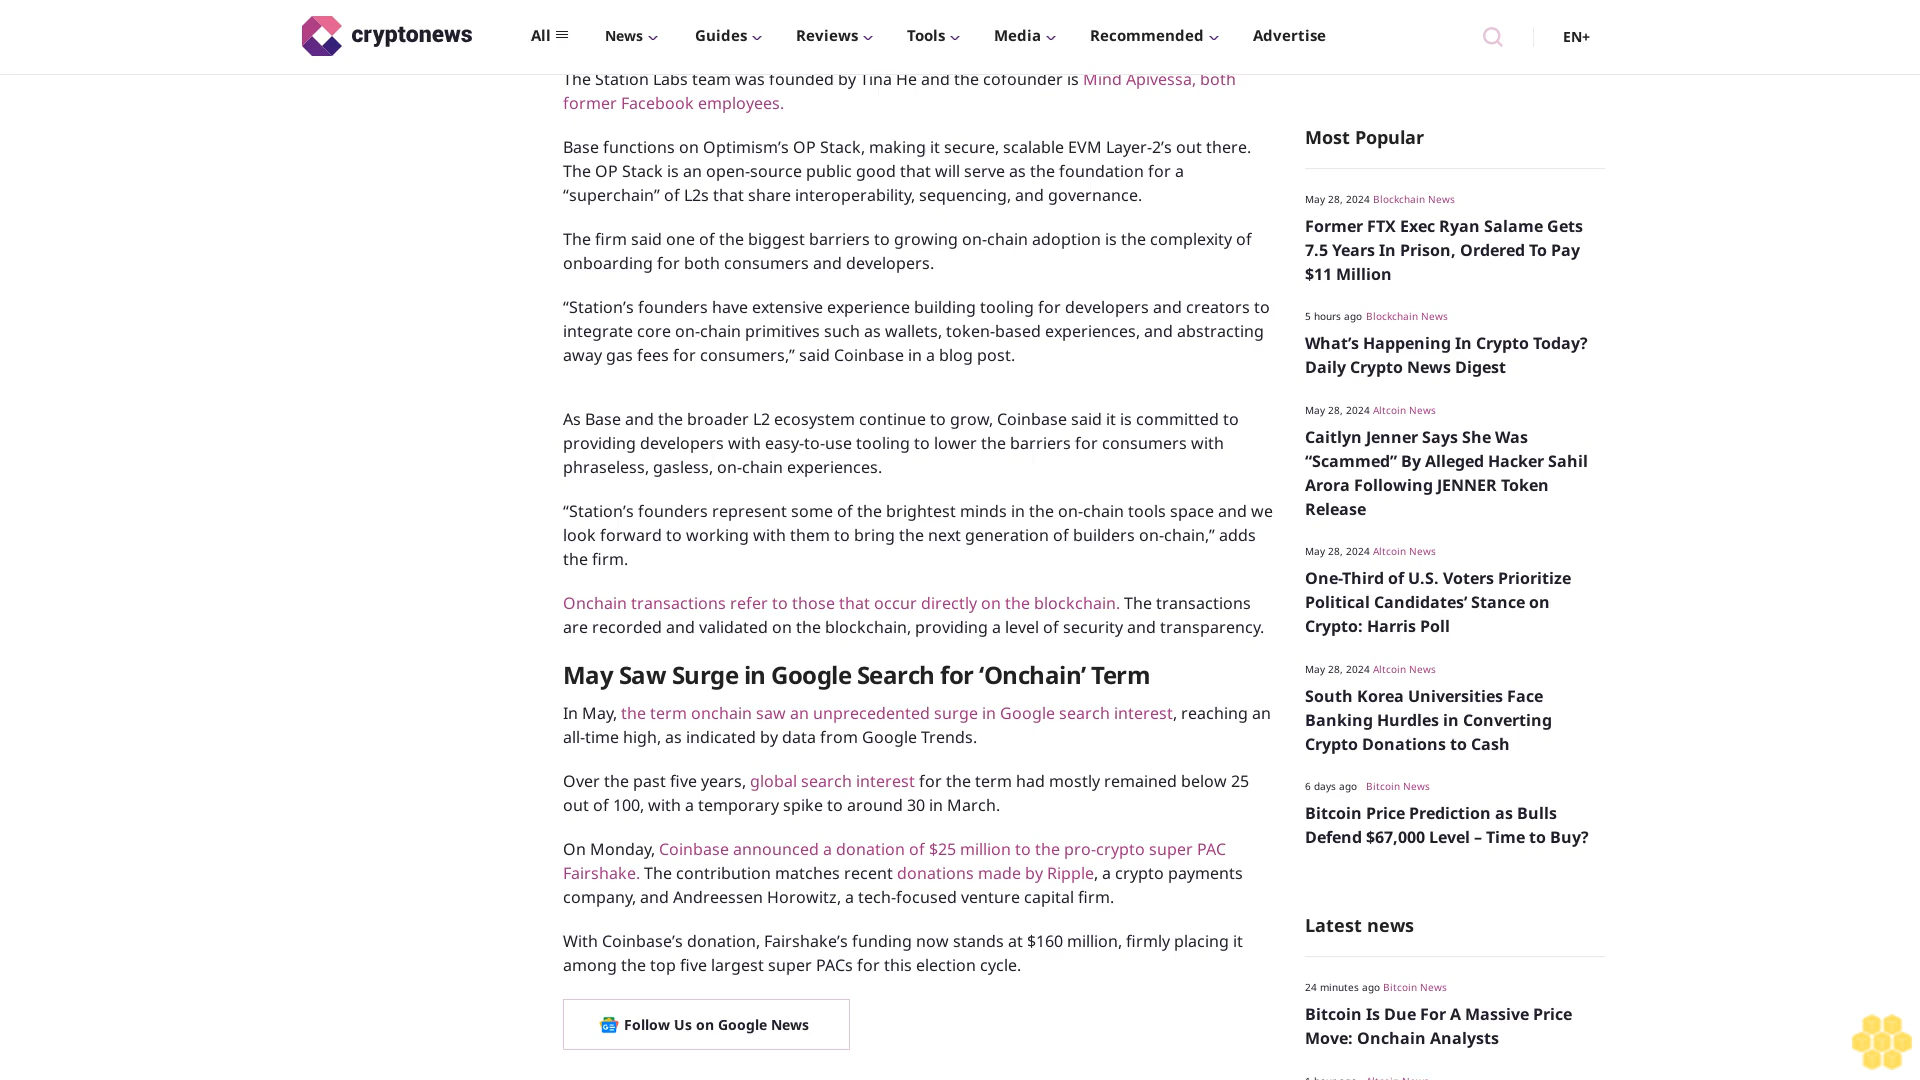 cryptonews
All
News
Guides
Reviews
Tools
Media
Recommended
Advertise
EN+
The Station Labs team was founded by Tina He and the cofounder is Mind Apivessa, both
former Facebook employees.
Base functions on Optimism’s OP Stack, making it secure, scalable EVM Layer-2’s out there.
The OP Stack is an open-source public good that will serve as the foundation for a
“superchain” of L2s that share interoperability, sequencing, and governance.
The firm said one of the biggest barriers to growing on-chain adoption is the complexity of
onboarding for both consumers and developers.
“Station’s founders have extensive experience building tooling for developers and creators to
integrate core on-chain primitives such as wallets, token-based experiences, and abstracting
away gas fees for consumers,” said Coinbase in a blog post.
As Base and the broader L2 ecosystem continue to grow, Coinbase said it is committed to
providing developers with easy-to-use tooling to lower the barriers for consumers with
phraseless, gasless, on-chain experiences.
“Station’s founders represent some of the brightest minds in the on-chain tools space and we
look forward to working with them to bring the next generation of builders on-chain,” adds
the firm.
Onchain transactions refer to those that occur directly on the blockchain. The transactions
are recorded and validated on the blockchain, providing a level of security and transparency.
May Saw Surge in Google Search for ‘Onchain’ Term
In May, the term onchain saw an unprecedented surge in Google search interest, reaching an
all-time high, as indicated by data from Google Trends.
Over the past five years, global search interest for the term had mostly remained below 25
out of 100, with a temporary spike to around 30 in March.
On Monday, Coinbase announced a donation of $25 million to the pro-crypto super PAC
Fairshake. The contribution matches recent donations made by Ripple, a crypto payments
company, and Andreessen Horowitz, a tech-focused venture capital firm.
With Coinbase’s donation, Fairshake’s funding now stands at $160 million, firmly placing it
among the top five largest super PACs for this election cycle.
Follow Us on Google News
Most Popular
May 28, 2024 Blockchain News
Former FTX Exec Ryan Salame Gets
7.5 Years In Prison, Ordered To Pay
$11 Million
5 hours ago Blockchain News
What’s Happening In Crypto Today?
Daily Crypto News Digest
May 28, 2024 Altcoin News
Caitlyn Jenner Says She Was
“Scammed” By Alleged Hacker Sahil
Arora Following JENNER Token
Release
May 28, 2024 Altcoin News
One-Third of U.S. Voters Prioritize
Political Candidates’ Stance on
Crypto: Harris Poll
May 28, 2024 Altcoin News
South Korea Universities Face
Banking Hurdles in Converting
Crypto Donations to Cash
6 days ago Bitcoin News
Bitcoin Price Prediction as Bulls
Defend $67,000 Level – Time to Buy?
Latest news
24 minutes ago Bitcoin News
Bitcoin Is Due For A Massive Price
Move: Onchain Analysts